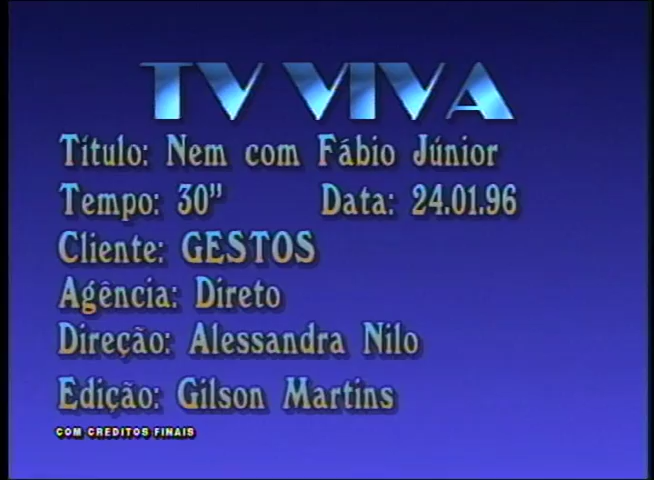 TV VIVA
Título: Nem com Fábio Júnior
Tempo: 30" Data: 24.01.96
Cliente: GESTOS
Agência: Direto
Direção: Alessandra Nilo
Edição: Gilson Martins
COM CREDITOS FINAIS